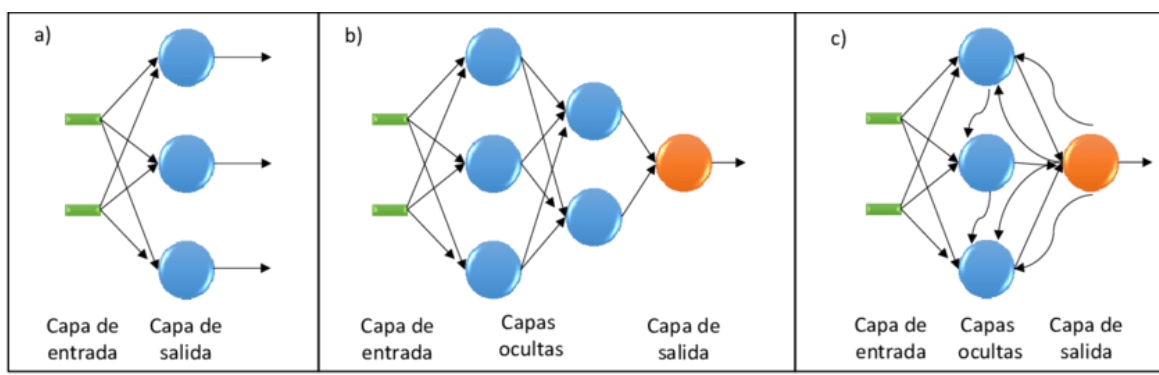 a)
Capa de
entrada
Capa de
salida
b)
Capa de
entrada
Capas
ocultas
Capa de
salida
c)
Capa de
entrada
Capas
ocultas
Capa de
salida